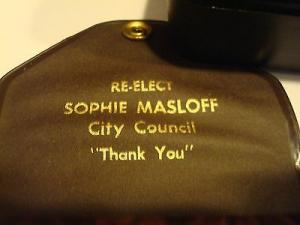 RE-ELECT
SOPHIE MASLOFF
City Council
"Thank You"